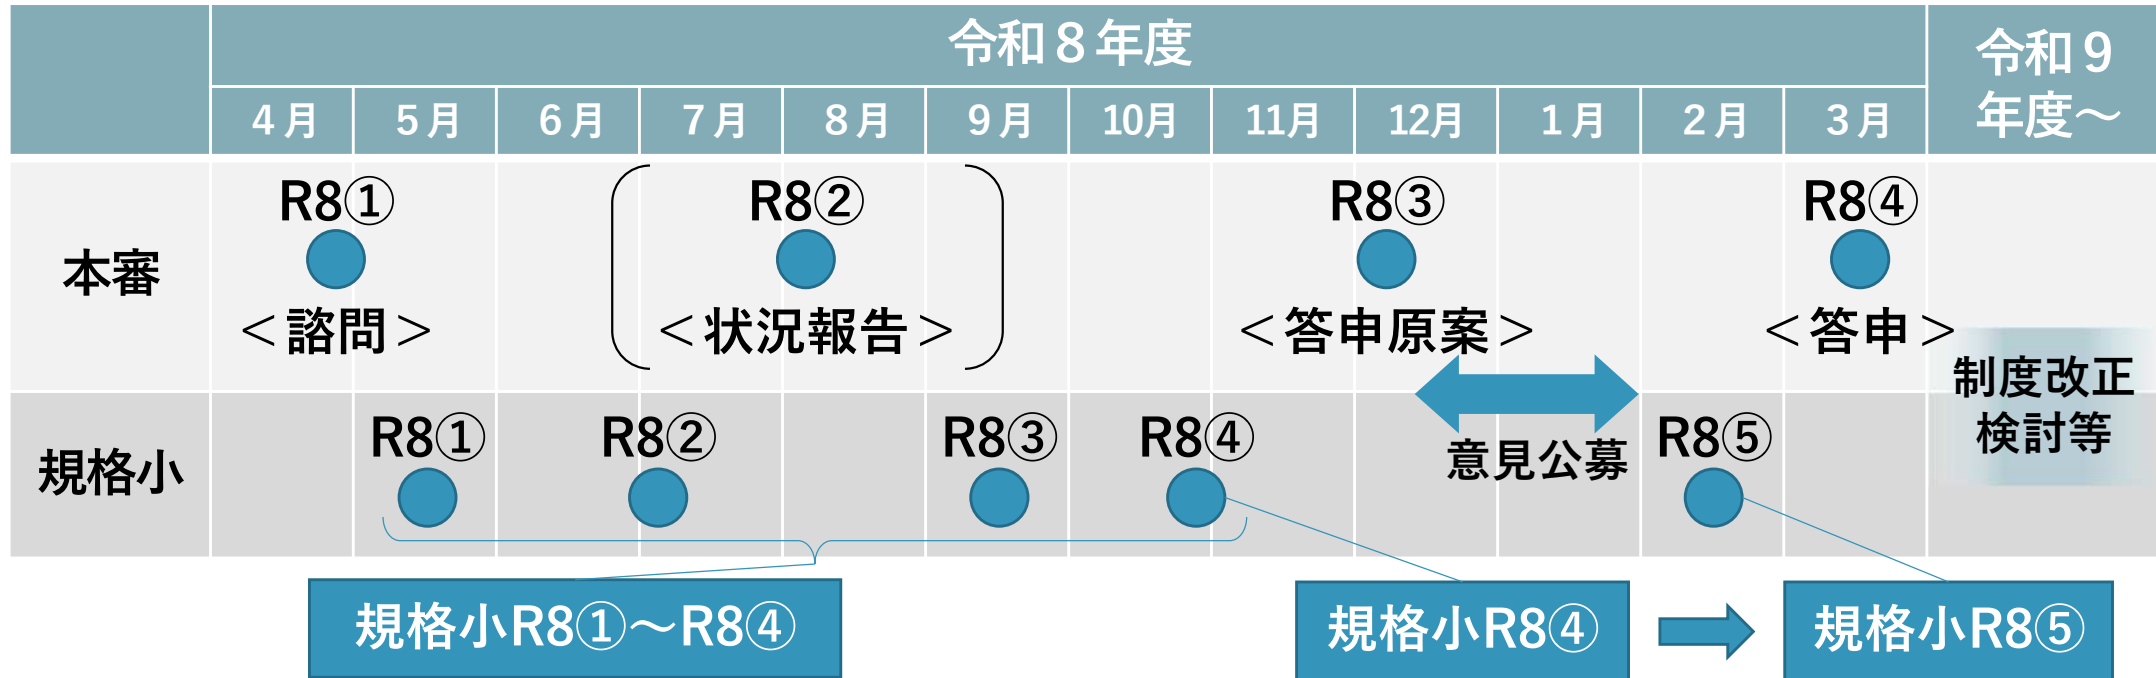 令和８年度
令和９
年度～
４月
５月
６月
７月
８月
９月
10月
11月
12月
１月
２月
３月
本審
R8①
＜諮問＞
R8②
＜状況報告＞
R8③
＜答申原案＞
R8④
＜答申＞
制度改正
検討等
規格小
R8①
R8②
R8③
R8④
意見公募
R8⑤
規格小R8①～R8④
規格小R8④
規格小R8⑤